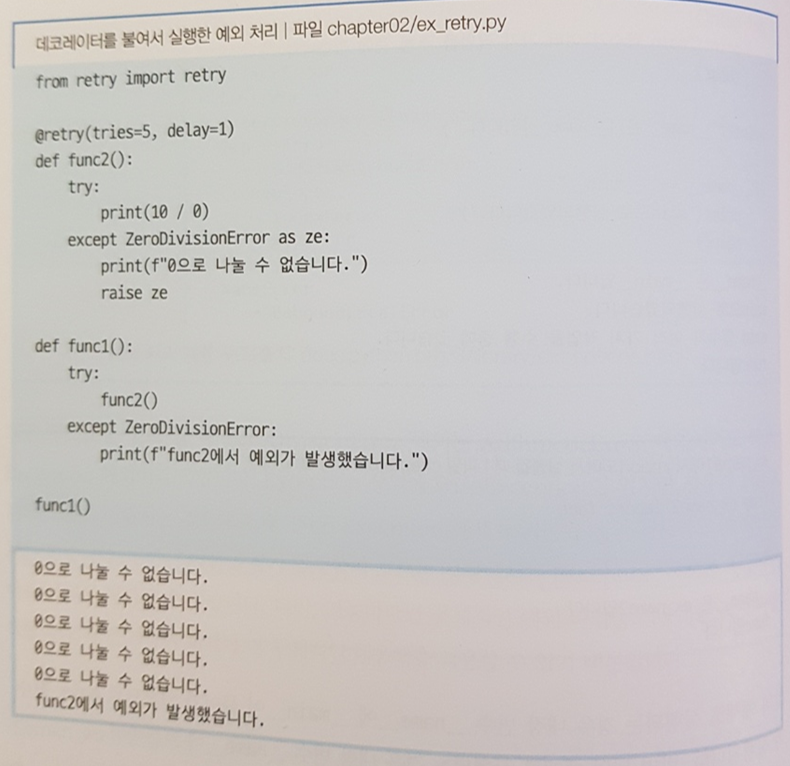 데코레이터를 붙여서 실행한 예외 처리 | 파일 chapter02/ex_retry.py
from retry import retry
@retry(tries=5, delay=1)
def func2():
    try:
        print(10 / 0)
    except ZeroDivisionError as ze:
        print(f"0으로 나눌 수 없습니다.")
        raise ze
def func1():
    try:
        func2()
    except ZeroDivisionError:
        print(f"func2에서 예외가 발생했습니다.")
func1()
0으로 나눌 수 없습니다.
0으로 나눌 수 없습니다.
0으로 나눌 수 없습니다.
0으로 나눌 수 없습니다.
0으로 나눌 수 없습니다.
func2에서 예외가 발생했습니다.